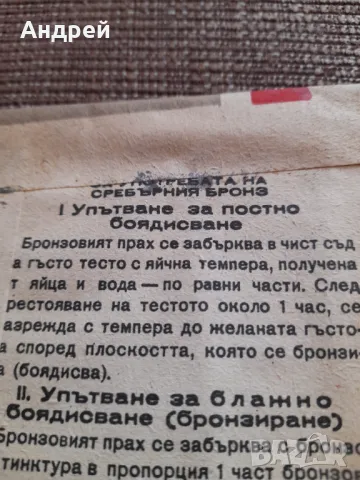 Андрей
УПОТРЕБАТА НА
СРЕБЪРНИЯ БРОНЗ
I Упътване за постно
боядисване
Бронзовият прах се забърква в чист съд
а гъсто тесто с яйчна темпера, получена
т яйца и вода — по равни части. След
рестояване на тестото около 1 час, се
азрежда с темпера до желаната гъсто-
а според плоскостта, която се бронзи-
а (боядисва).
II. Упътване за блажно
боядисване (бронзиране)
Бронзовият прах се забърква с бронзо
тинктура в пропорция 1 част бронзов
BAZAR